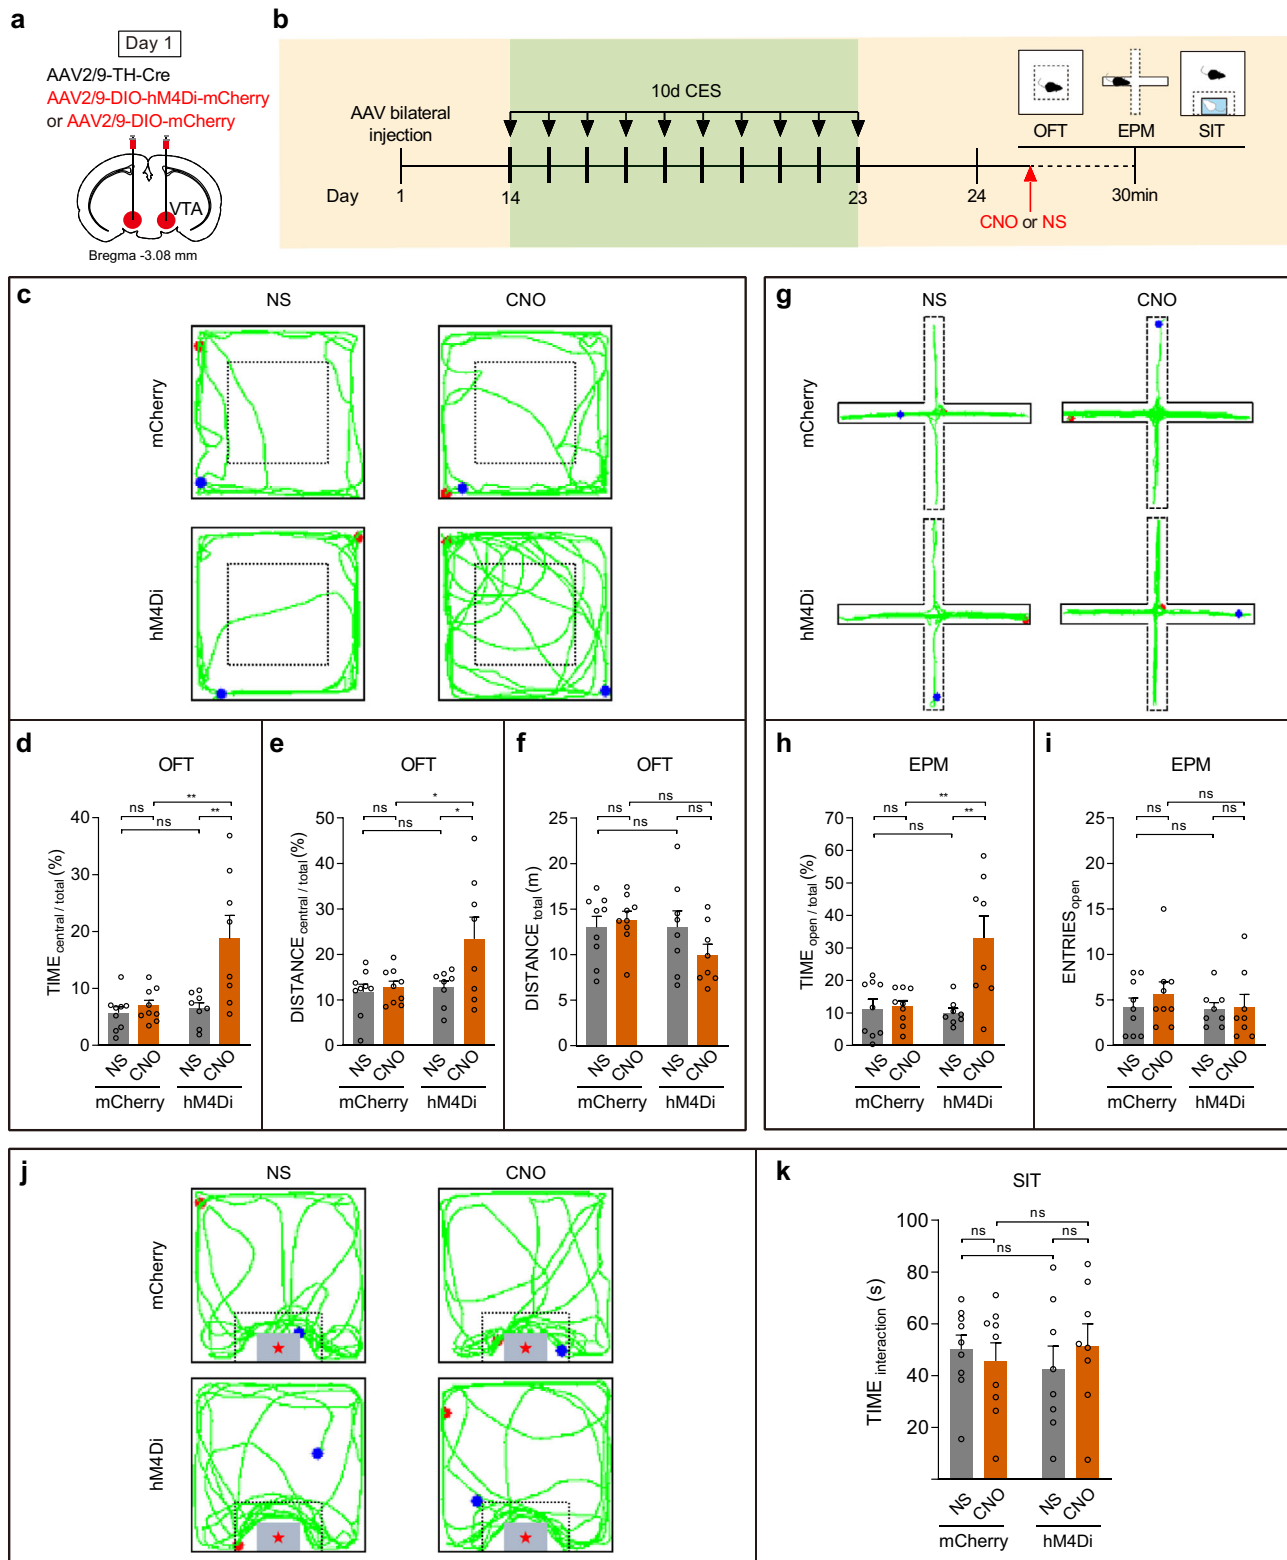 a
Day 1
AAV2/9-TH-Cre
AAV2/9-DIO-hM4Di-mCherry
or AAV2/9-DIO-mCherry
VTA
Bregma -3.08 mm
b
10d CES
AAV bilateral
injection
OFT EPM SIT
Day 1 14 23 24 30min
CNO or NS
c
NS CNO
mCherry
hM4Di
g
NS CNO
mCherry
hM4Di
d
OFT
ns ** ns **
TIME central / total (%)
40
30
20
10
0
NS CNO NS CNO
mCherry hM4Di
e
OFT
ns * ns *
DISTANCE central / total (%)
50
40
30
20
10
0
NS CNO NS CNO
mCherry hM4Di
f
OFT
ns ns ns ns
DISTANCE total (m)
25
20
15
10
5
0
NS CNO NS CNO
mCherry hM4Di
h
EPM
ns ** ns **
TIME open / total (%)
70
60
50
40
30
20
10
0
NS CNO NS CNO
mCherry hM4Di
i
EPM
ns ns ns ns
ENTRIES open
25
20
15
10
5
0
NS CNO NS CNO
mCherry hM4Di
j
NS CNO
mCherry
hM4Di
k
SIT
ns ns ns ns
TIME interaction (s)
100
80
60
40
20
NS CNO NS CNO
mCherry hM4Di